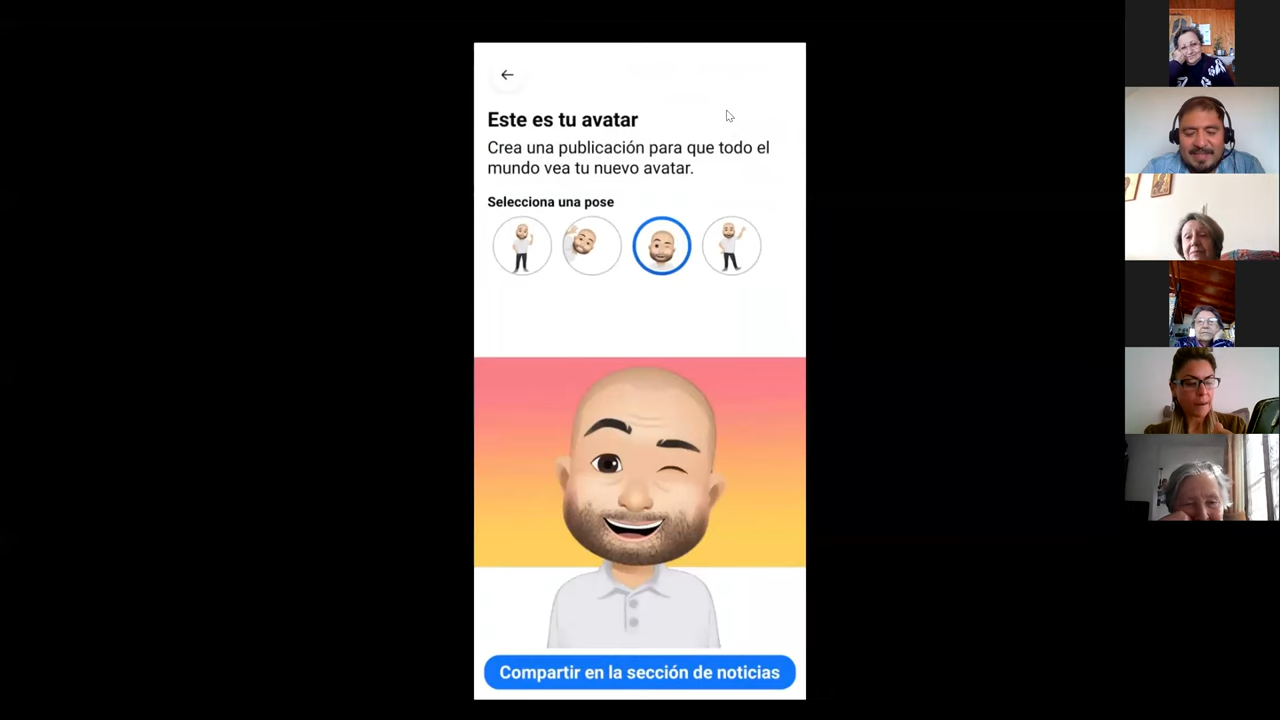 Este es tu avatar
Crea una publicación para que todo el
mundo vea tu nuevo avatar.
Selecciona una pose
Compartir en la sección de noticias